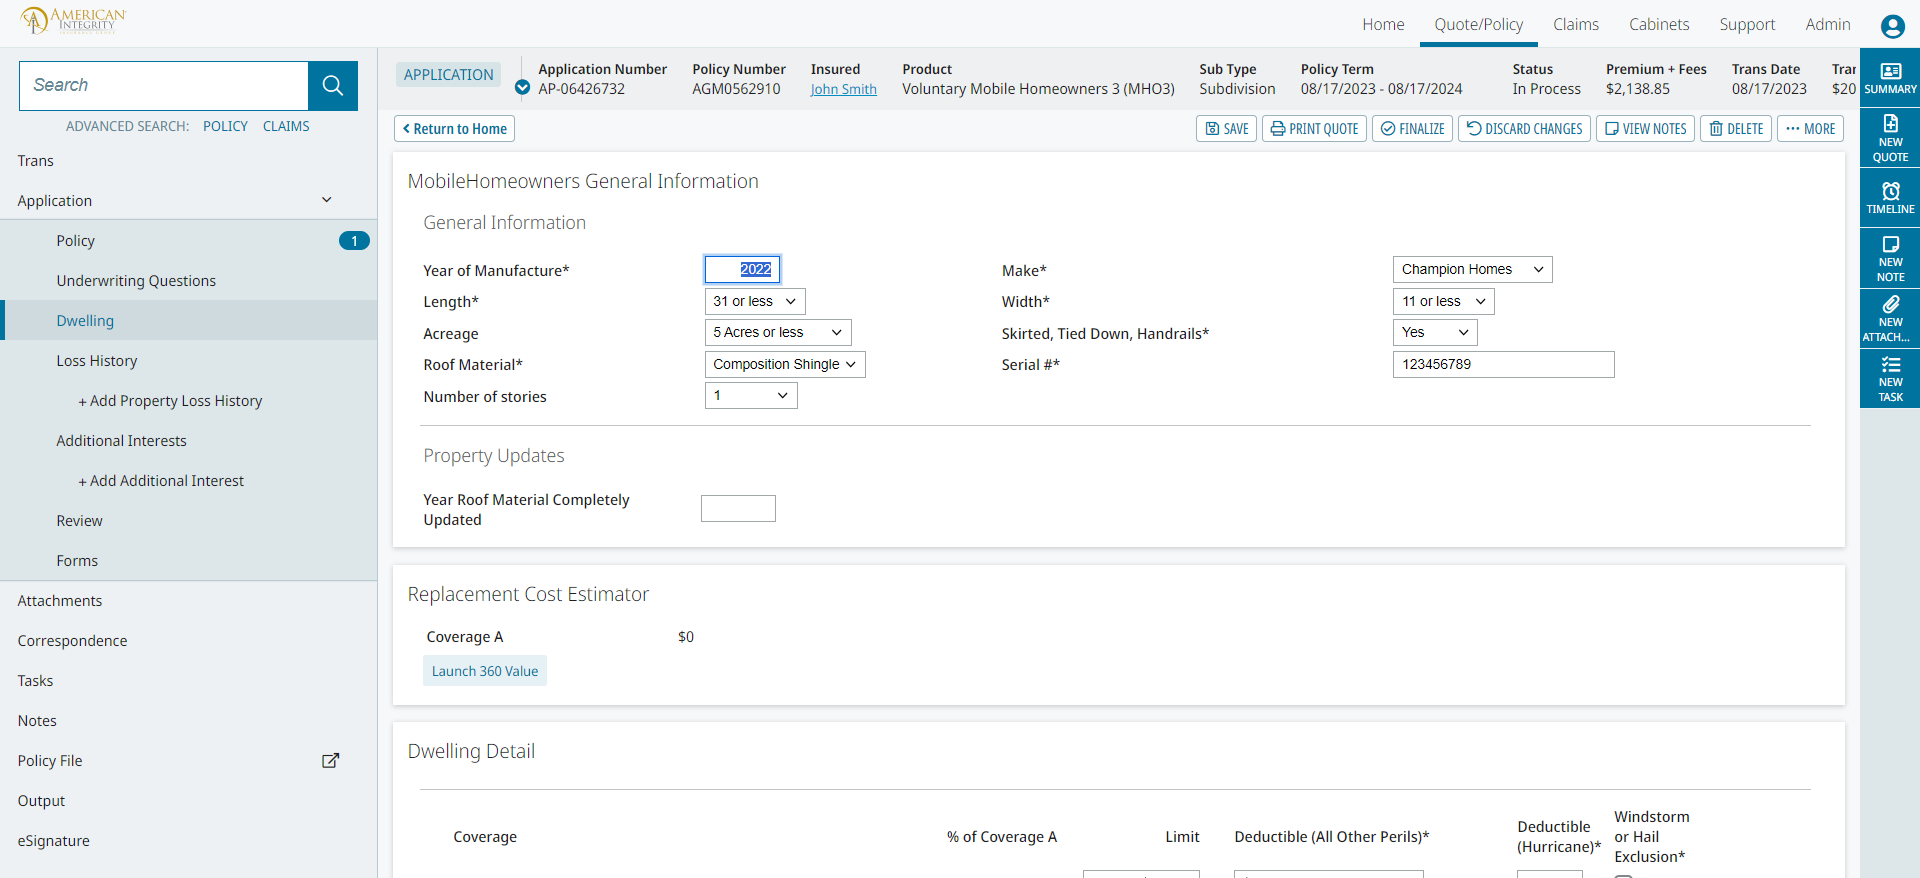 AMERICAN
INTEGRITY
Home Quote/Policy Claims Cabinets Support Admin
Search
ADVANCED SEARCH: POLICY CLAIMS
Trans
Application
Policy 1
Underwriting Questions
Dwelling
Loss History
+ Add Property Loss History
Additional Interests
+ Add Additional Interest
Review
Forms
Attachments
Correspondence
Tasks
Notes
Policy File
Output
eSignature
APPLICATION
Application Number Policy Number Insured Product Sub Type Policy Term Status Premium + Fees Trans Date Trar
AP-06426732 AGM0562910 John Smith Voluntary Mobile Homeowners 3 (MHO3) Subdivision 08/17/2023 - 08/17/2024 In Process $2,138.85 08/17/2023 $20
Return to Home SAVE PRINT QUOTE FINALIZE DISCARD CHANGES VIEW NOTES DELETE MORE
MobileHomeowners General Information
General Information
Year of Manufacture* 2022 Make* Champion Homes
Length* 31 or less Width* 11 or less
Acreage 5 Acres or less Skirted, Tied Down, Handrails* Yes
Roof Material* Composition Shingle Serial #* 123456789
Number of stories 1
Property Updates
Year Roof Material Completely
Updated
Replacement Cost Estimator
Coverage A $0
Launch 360 Value
Dwelling Detail
Coverage % of Coverage A Limit Deductible (All Other Perils)*
Deductible
(Hurricane)*
Windstorm
or Hail
Exclusion*
SUMMARY
NEW
QUOTE
TIMELINE
NEW
NOTE
NEW
ATTACH...
NEW
TASK